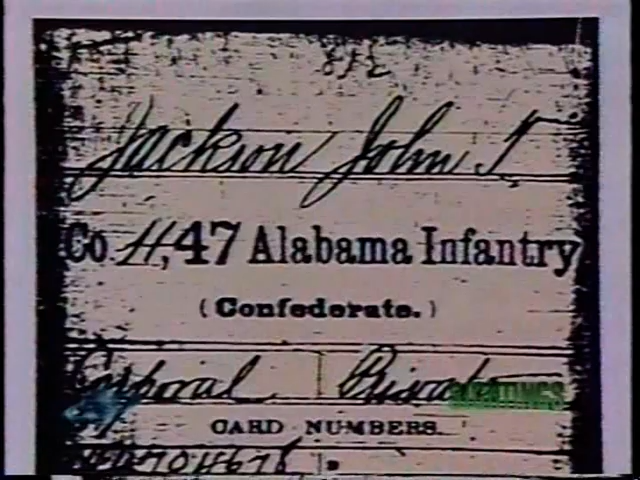 Jackson John T.
Co H, 47 Alabama Infantry
(Confederate.)
Corporal Private
CARD NUMBERS.